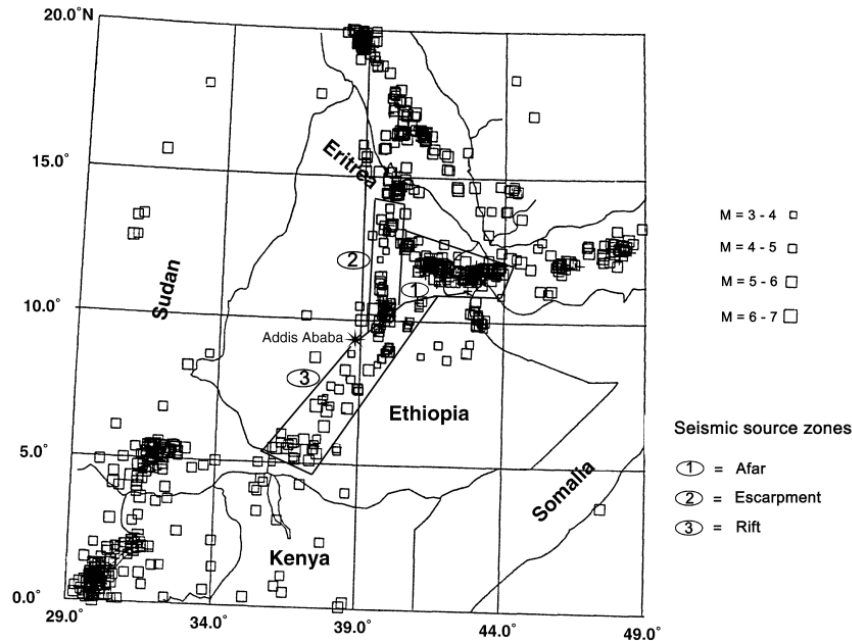 20.0°N
15.0°
10.0°
5.0°
0.0°
29.0°
34.0°
39.0°
44.0°
49.0°
Eritrea
Sudan
2
1
Addis Ababa
3
Ethiopia
Somalia
Kenya
M = 3 - 4
M = 4 - 5
M = 5 - 6
M = 6 - 7
Seismic source zones
1 = Afar
2 = Escarpment
3 = Rift